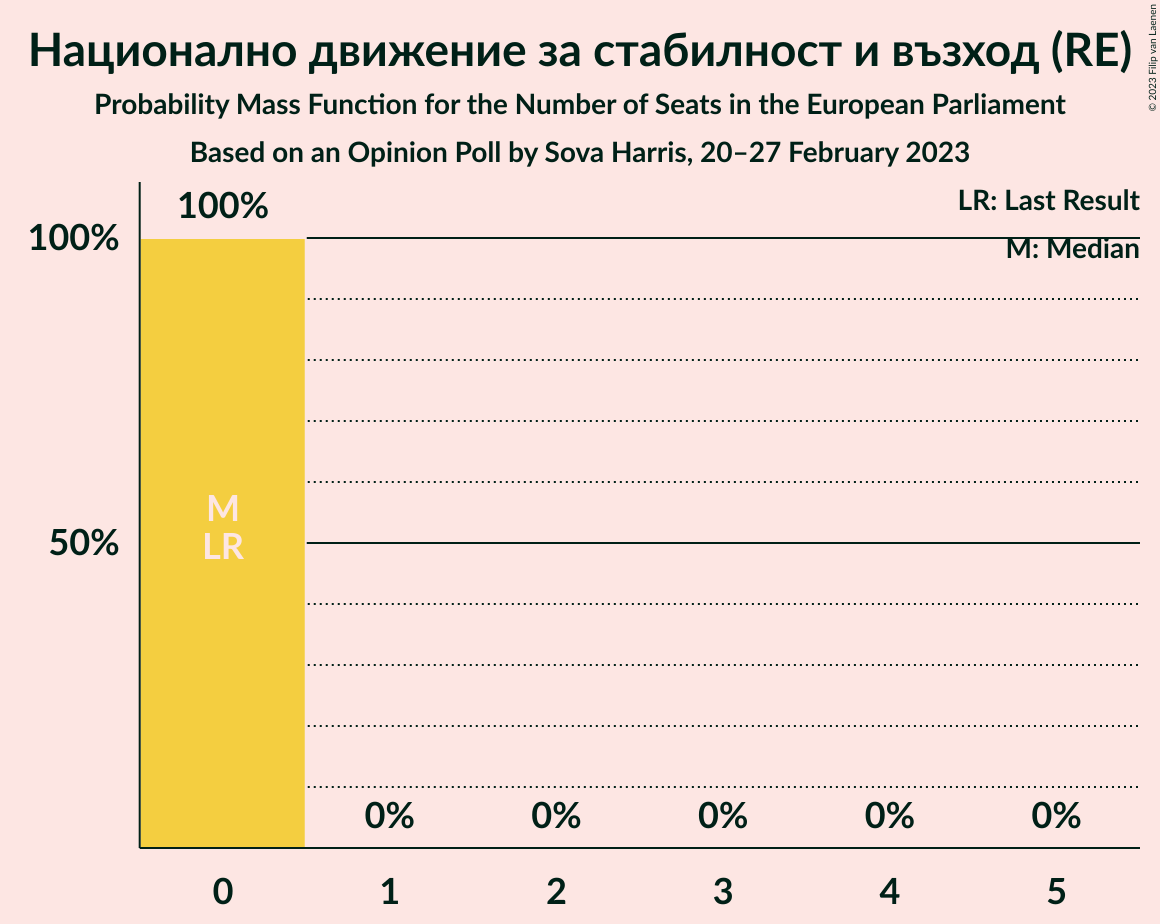 Национално движение за стабилност и възход (RE)
Probability Mass Function for the Number of Seats in the European Parliament
Based on an Opinion Poll by Sova Harris, 20–27 February 2023
© 2023 Filip van Laenen
LR: Last Result
M: Median
100%
100%
50%
M
LR
0% 0% 0% 0% 0%
0 1 2 3 4 5